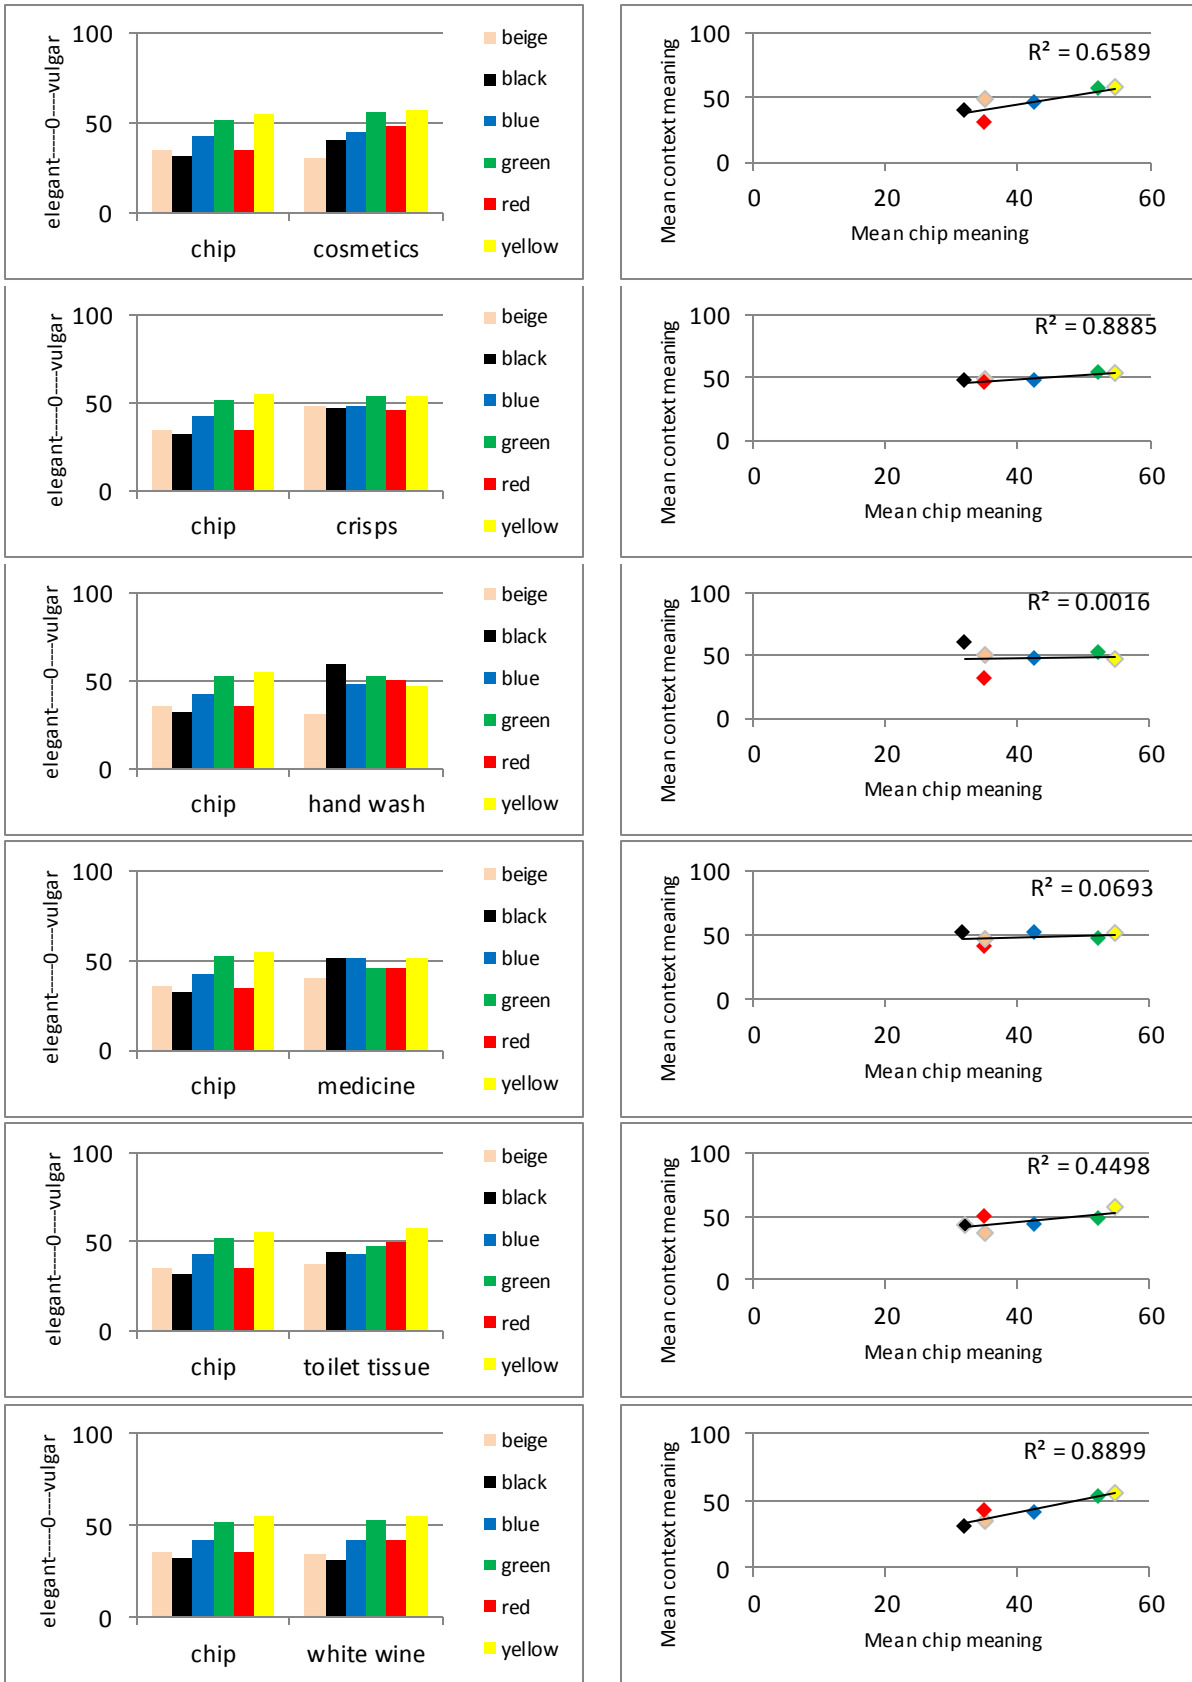 elegant-----0----vulgar
100
50
0
chip
cosmetics
beige
black
blue
green
red
yellow
Mean context meaning
100
50
0
R² = 0.6589
0
20
40
60
Mean chip meaning
elegant-----0----vulgar
100
50
0
chip
crisps
beige
black
blue
green
red
yellow
Mean context meaning
100
50
0
R² = 0.8885
0
20
40
60
Mean chip meaning
elegant-----0----vulgar
100
50
0
chip
hand wash
beige
black
blue
green
red
yellow
Mean context meaning
100
50
0
R² = 0.0016
0
20
40
60
Mean chip meaning
elegant-----0----vulgar
100
50
0
chip
medicine
beige
black
blue
green
red
yellow
Mean context meaning
100
50
0
R² = 0.0693
0
20
40
60
Mean chip meaning
elegant-----0----vulgar
100
50
0
chip
toilet tissue
beige
black
blue
green
red
yellow
Mean context meaning
100
50
0
R² = 0.4498
0
20
40
60
Mean chip meaning
elegant-----0----vulgar
100
50
0
chip
white wine
beige
black
blue
green
red
yellow
Mean context meaning
100
50
0
R² = 0.8899
0
20
40
60
Mean chip meaning